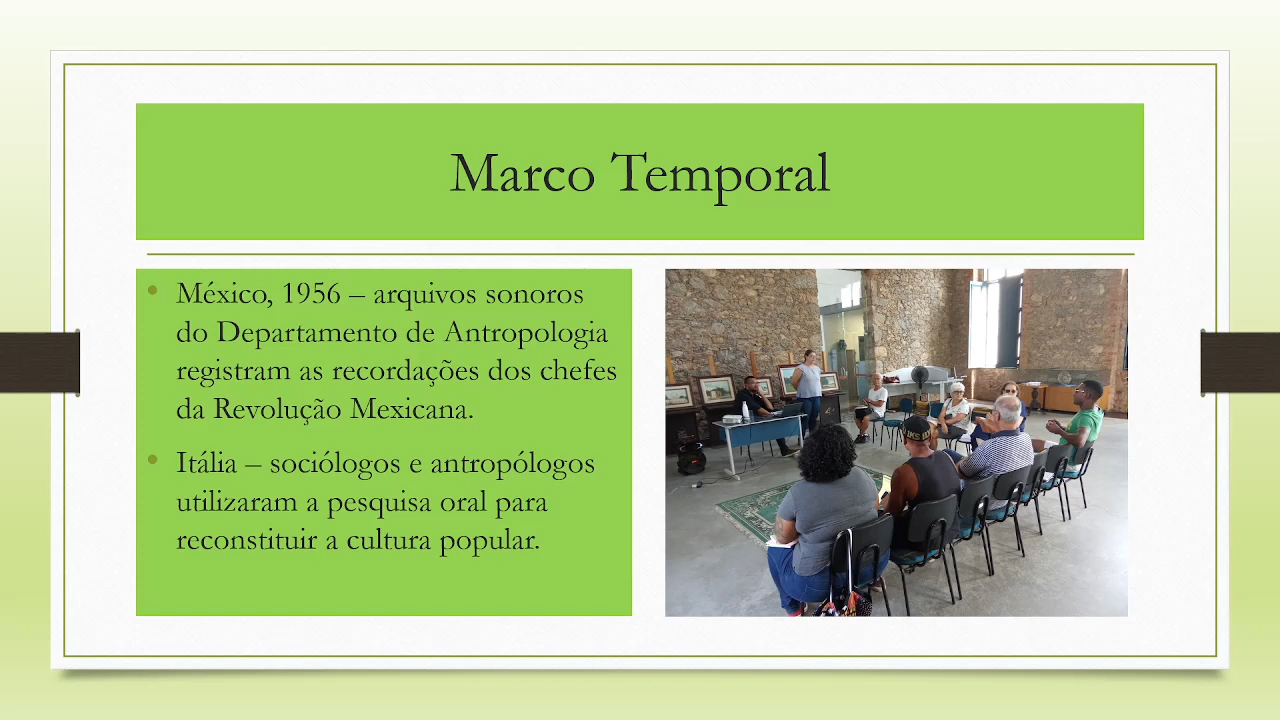 Marco Temporal
• México, 1956 – arquivos sonoros
do Departamento de Antropologia
registram as recordações dos chefes
da Revolução Mexicana.
• Itália – sociólogos e antropólogos
utilizaram a pesquisa oral para
reconstituir a cultura popular.